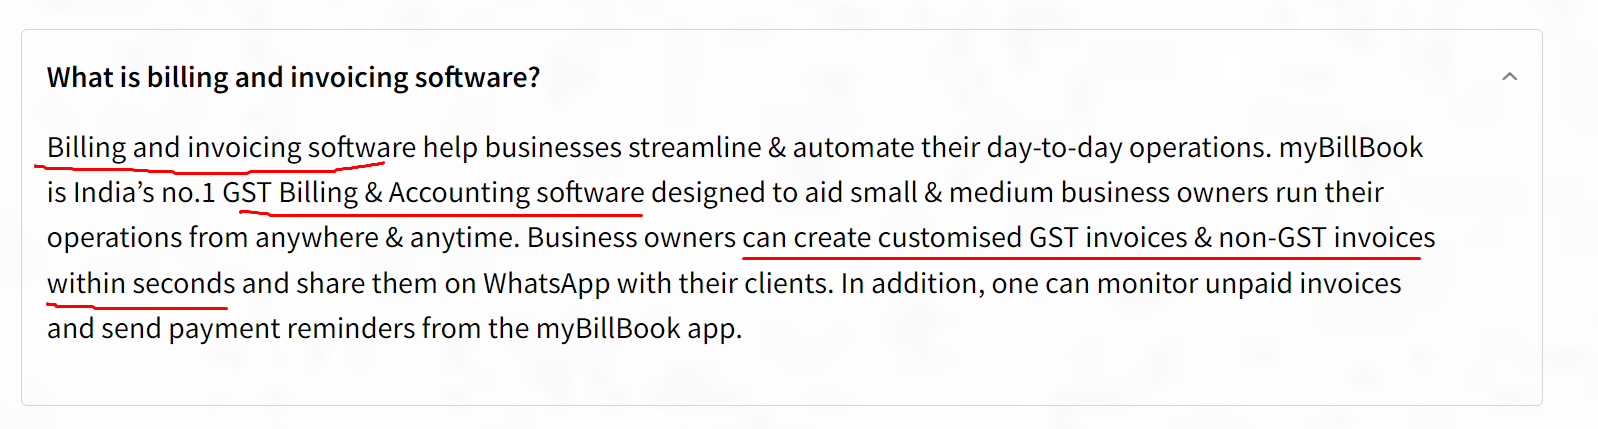 What is billing and invoicing software?
Billing and invoicing software help businesses streamline & automate their day-to-day operations. myBillBook
is India’s no.1 GST Billing & Accounting software designed to aid small & medium business owners run their
operations from anywhere & anytime. Business owners can create customised GST invoices & non-GST invoices
within seconds and share them on WhatsApp with their clients. In addition, one can monitor unpaid invoices
and send payment reminders from the myBillBook app.